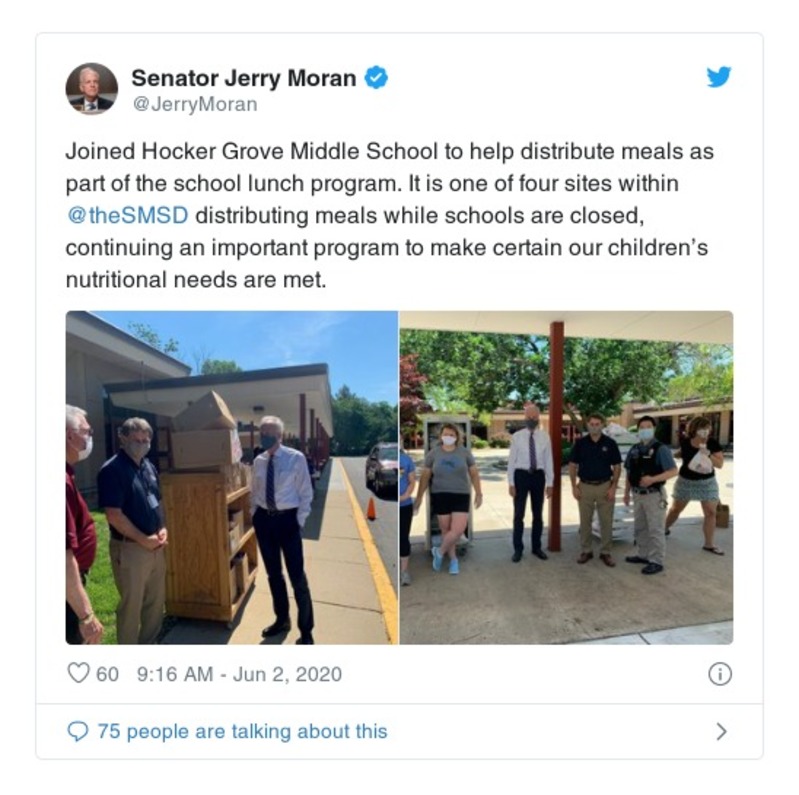 Senator Jerry Moran
@JerryMoran
Joined Hocker Grove Middle School to help distribute meals as
part of the school lunch program. It is one of four sites within
@theSMSD distributing meals while schools are closed,
continuing an important program to make certain our children’s
nutritional needs are met.
60 9:16 AM - Jun 2, 2020
75 people are talking about this